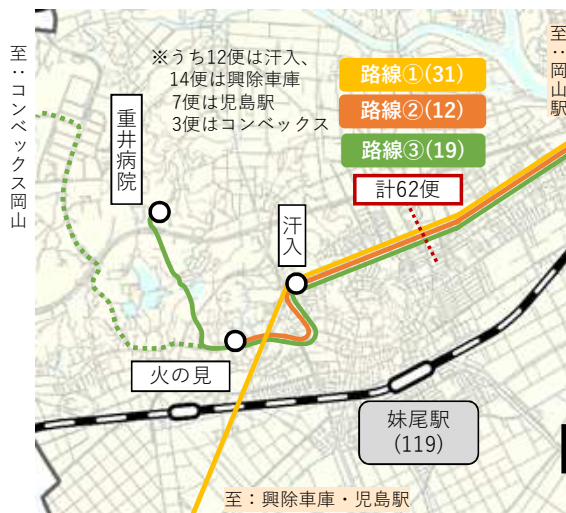 至：コンベックス岡山
※うち12便は汗入、
14便は興除車庫
7便は児島駅
3便はコンベックス
路線①(31)
路線②(12)
路線③(19)
計62便
至：岡山駅
重井病院
汗入
火の見
妹尾駅
(119)
至：興除車庫・児島駅